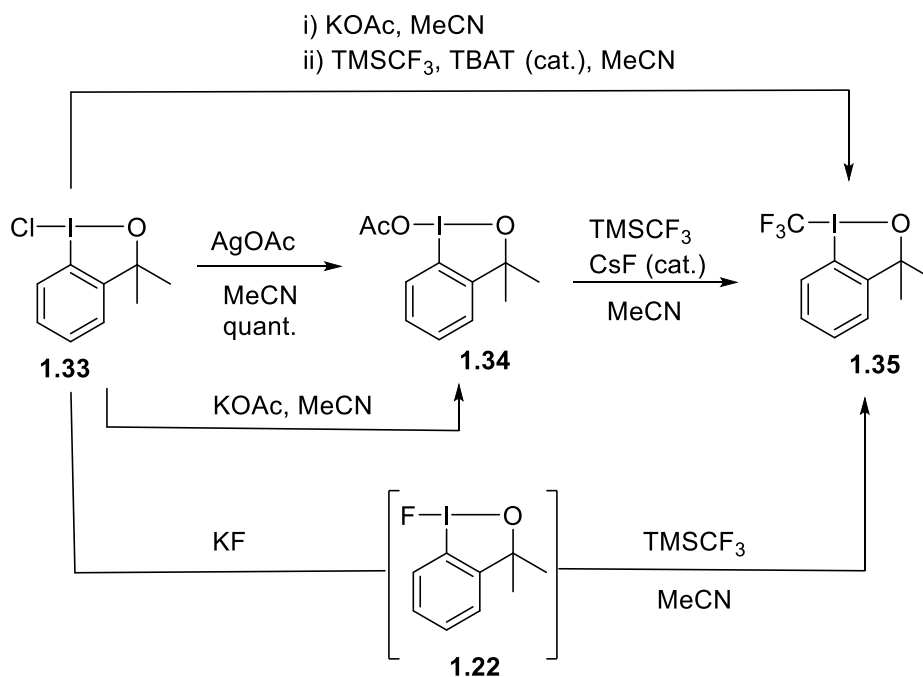 i) KOAc, MeCN
ii) TMSCF₃, TBAT (cat.), MeCN
Cl I O
AgOAc
MeCN
quant.
AcO I O
TMSCF₃
CsF (cat.)
MeCN
F₃C I O
1.33
1.34
1.35
KOAc, MeCN
KF
F I O
TMSCF₃
MeCN
1.22